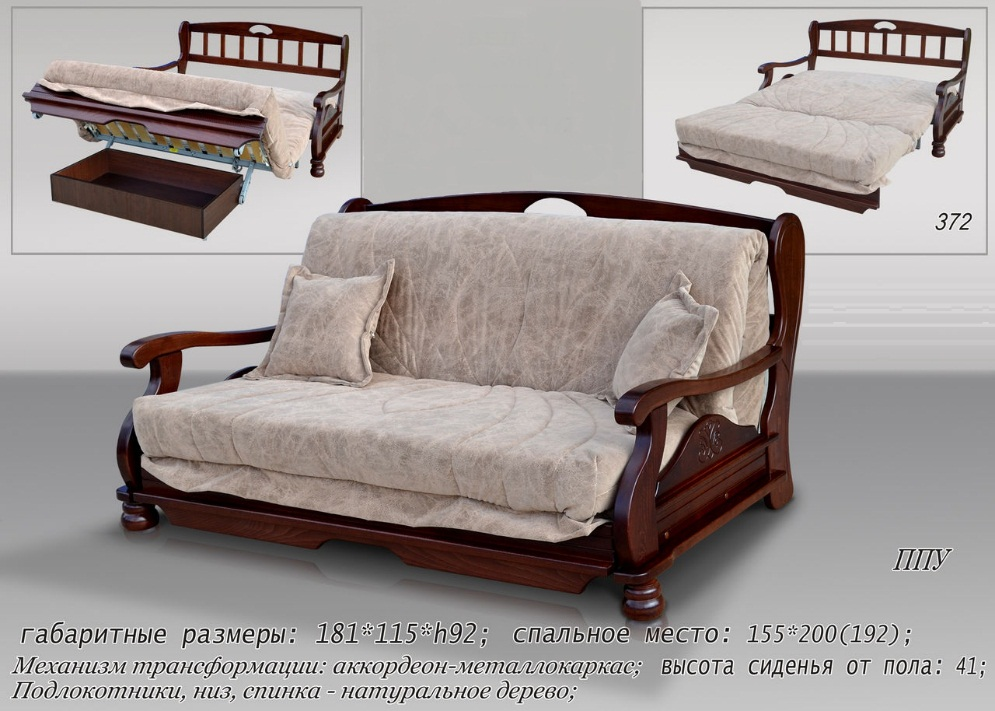 372
ППУ
габаритные размеры: 181*115*h92; спальное место: 155*200(192);
Механизм трансформации: аккордеон-металлокаркас; высота сиденья от пола: 41;
Подлокотники, низ, спинка - натуральное дерево;